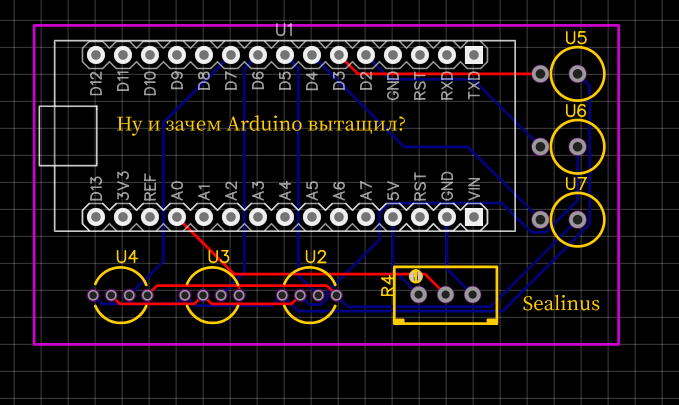 U1
D12 D11 D10 D9 D8 D7 D6 D5 D4 D3 D2 GND RST RXD TXD
U5
Ну и зачем Arduino вытащил?
U6
D13 3V3 REF A0 A1 A2 A3 A4 A5 A6 A7 5V RST GND VIN
U7
U4 U3 U2
R4
Sealinus